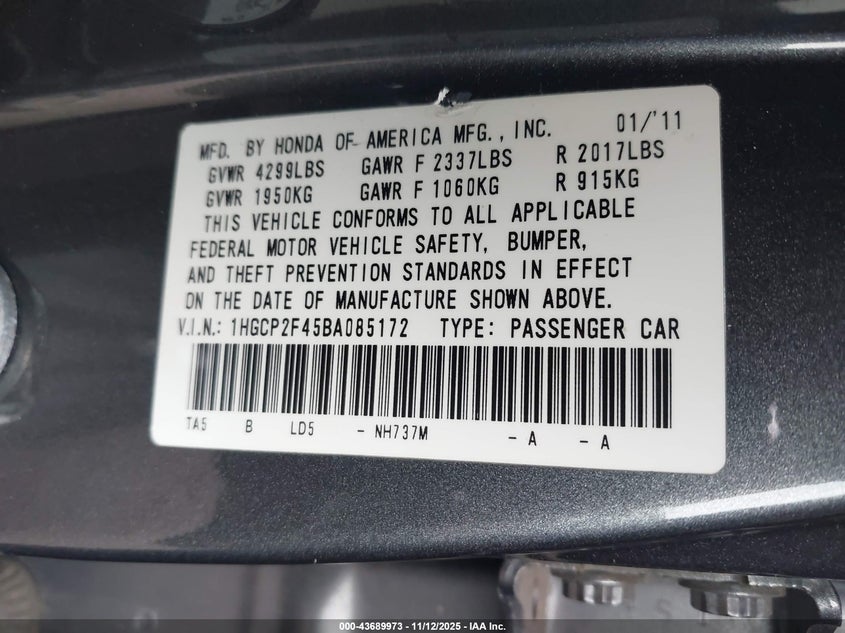 MFD. BY HONDA OF AMERICA MFG., INC. 01/'11
GVWR 4299LBS GAWR F 2337LBS R 2017LBS
GVWR 1950KG GAWR F 1060KG R 915KG
THIS VEHICLE CONFORMS TO ALL APPLICABLE
FEDERAL MOTOR VEHICLE SAFETY, BUMPER,
AND THEFT PREVENTION STANDARDS IN EFFECT
ON THE DATE OF MANUFACTURE SHOWN ABOVE.
V.I.N.: 1HGCP2F45BA085172 TYPE: PASSENGER CAR
TA5 B LD5 - NH737M - A - A
000-43689973 - 11/12/2025 - IAA Inc.